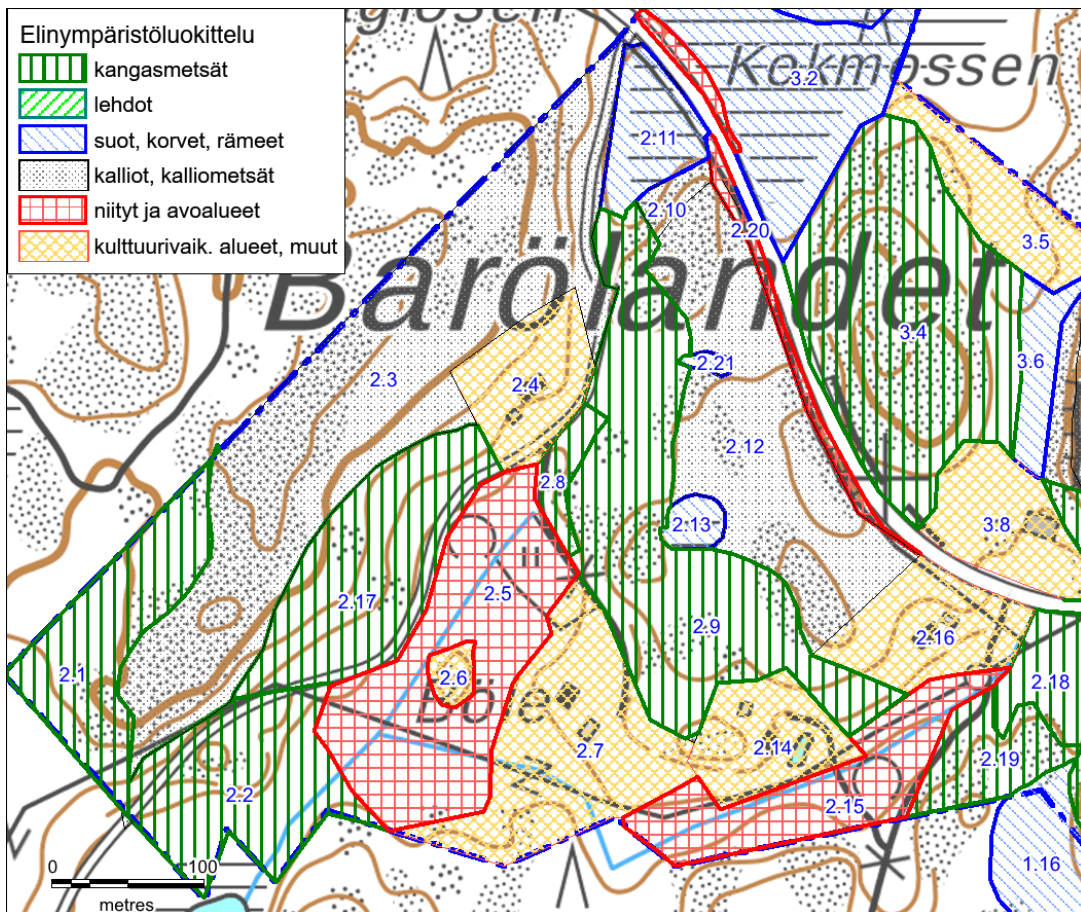 Elinympäristöluokittelu
kangasmetsät
lehdot
suot, korvet, rämeet
kalliot, kalliometsät
niityt ja avoalueet
kulttuurivaik. alueet, muut
Kekmossen
3.2
2.11
2.10
2.20
3.5
Barölandet
3.4
3.6
2.21
2.3
2.4
2.12
2.8
2.13
3.8
2.5
2.17
2.9
2.16
2.1
2.6
2.18
Böle
2.7
2.14
2.19
2.2
2.15
1.16
0 100
metres